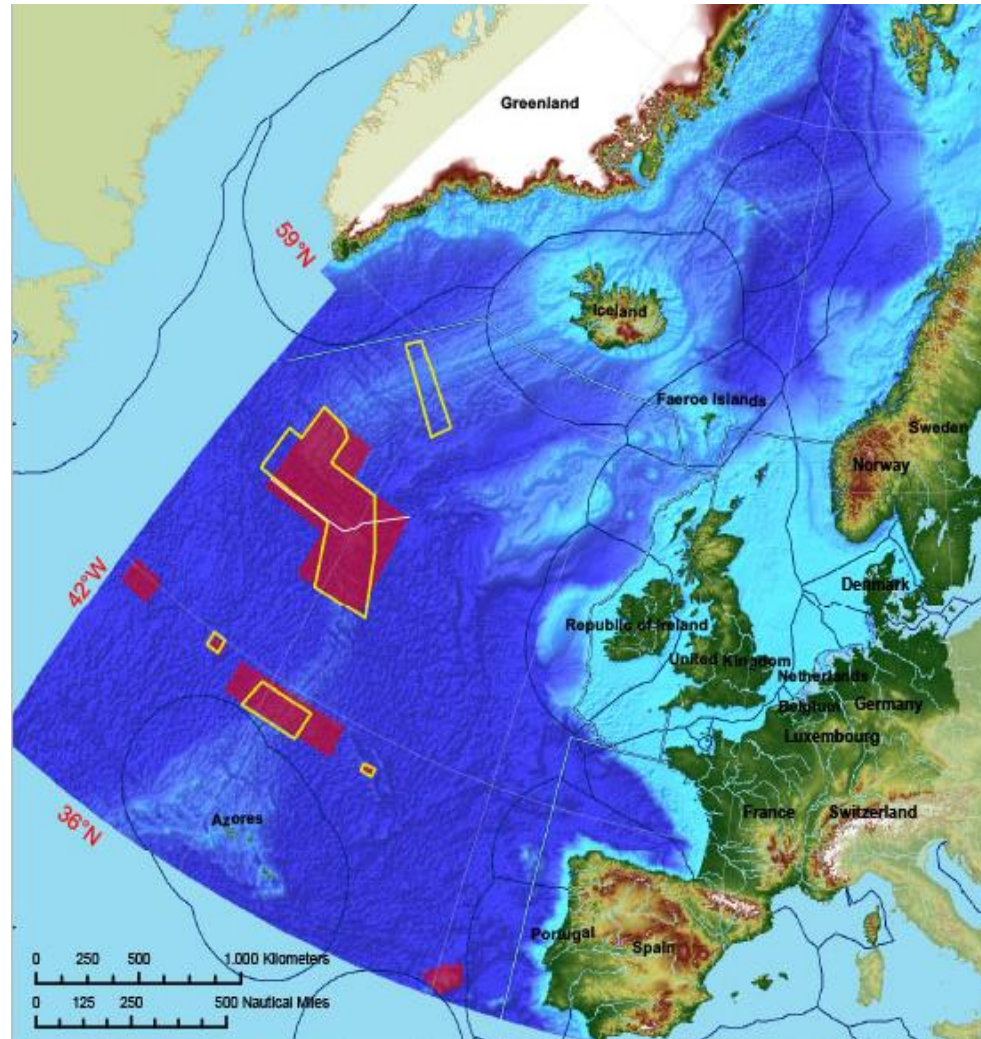 Greenland
59°N
Iceland
Faeroe Islands
Sweden
Norway
42°W
Denmark
Republic of Ireland
United Kingdom
Netherlands
Belgium
Germany
Luxembourg
France
Switzerland
36°N
Azores
Portugal
Spain
0 250 500 1.000 Kilometers
0 125 250 500 Nautical Miles